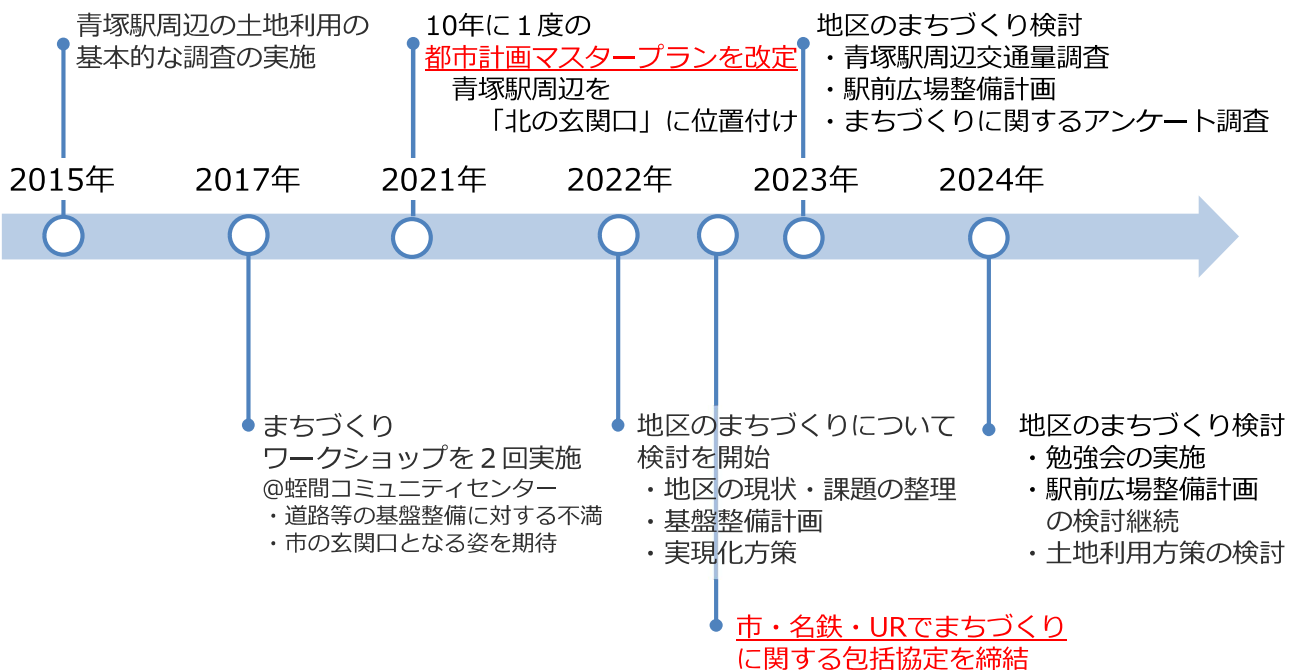 青塚駅周辺の土地利用の
基本的な調査の実施
10年に１度の
都市計画マスタープランを改定
青塚駅周辺を
「北の玄関口」に位置付け
地区のまちづくり検討
・青塚駅周辺交通量調査
・駅前広場整備計画
・まちづくりに関するアンケート調査
2015年
2017年
2021年
2022年
2023年
2024年
まちづくり
ワークショップを２回実施
@蛭間コミュニティセンター
・道路等の基盤整備に対する不満
・市の玄関口となる姿を期待
地区のまちづくりについて
検討を開始
・地区の現状・課題の整理
・基盤整備計画
・実現化方策
市・名鉄・URでまちづくり
に関する包括協定を締結
地区のまちづくり検討
・勉強会の実施
・駅前広場整備計画
の検討継続
・土地利用方策の検討